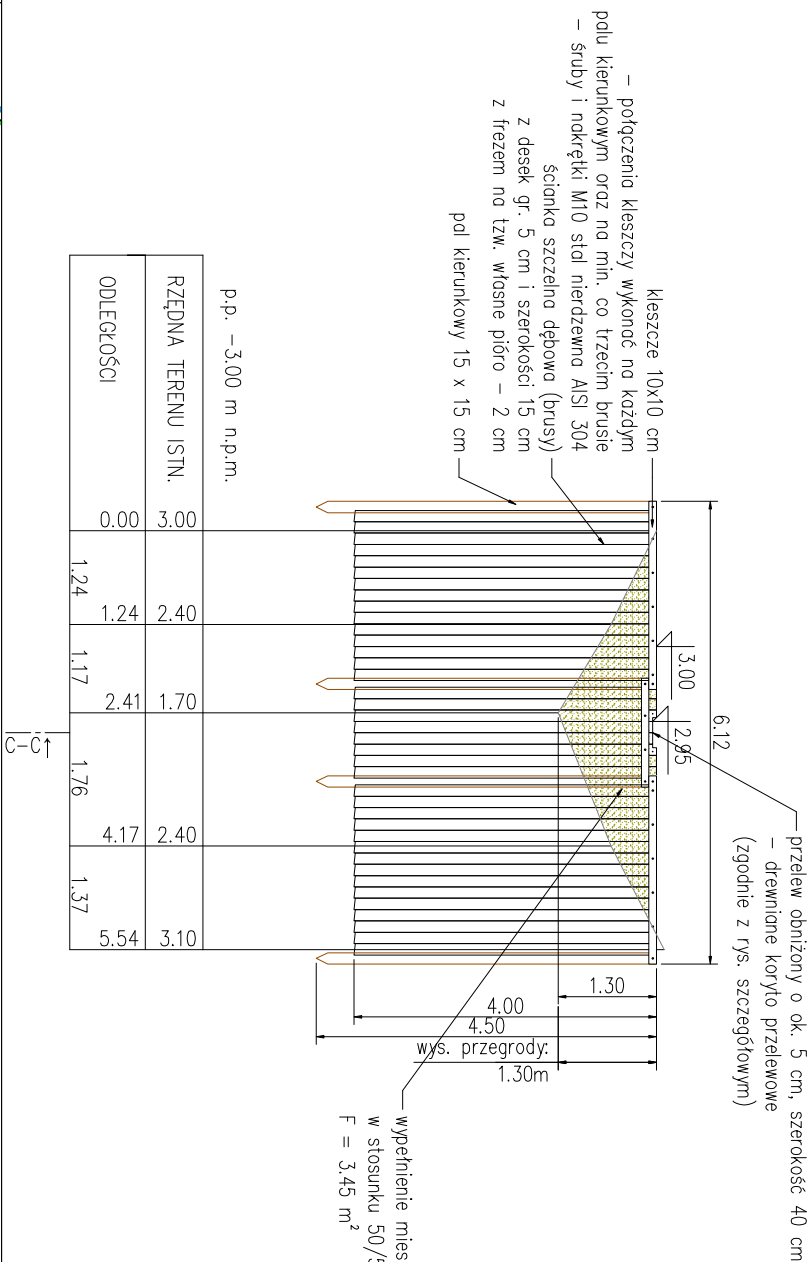 kleszcze 10x10 cm
- połączenia kleszczy wykonać na każdym
palu kierunkowym oraz na min. co trzecim brusie
- śruby i nakrętki M10 stal nierdzewna AISI 304
ścianka szczelna dębowa (brusy)
z desek gr. 5 cm i szerokości 15 cm
z frezem na tzw. własne pióro - 2 cm
pal kierunkowy 15 x 15 cm
przelew obniżony o ok. 5 cm, szerokość 40 cm
- drewniane koryto przelewowe
(zgodnie z rys. szczegółowym)
6.12
3.00
2.95
1.30
4.00
4.50
wys. przegrody:
1.30m
wypełnienie
w stosunku
F = 3.45 m²
p.p. -3.00 m n.p.m.
RZĘDNA TERENU ISTN.
3.00 2.40 1.70 2.40 3.10
ODLEGŁOŚCI
0.00 1.24 2.41 4.17 5.54
1.24 1.17 1.76 1.37
C-C